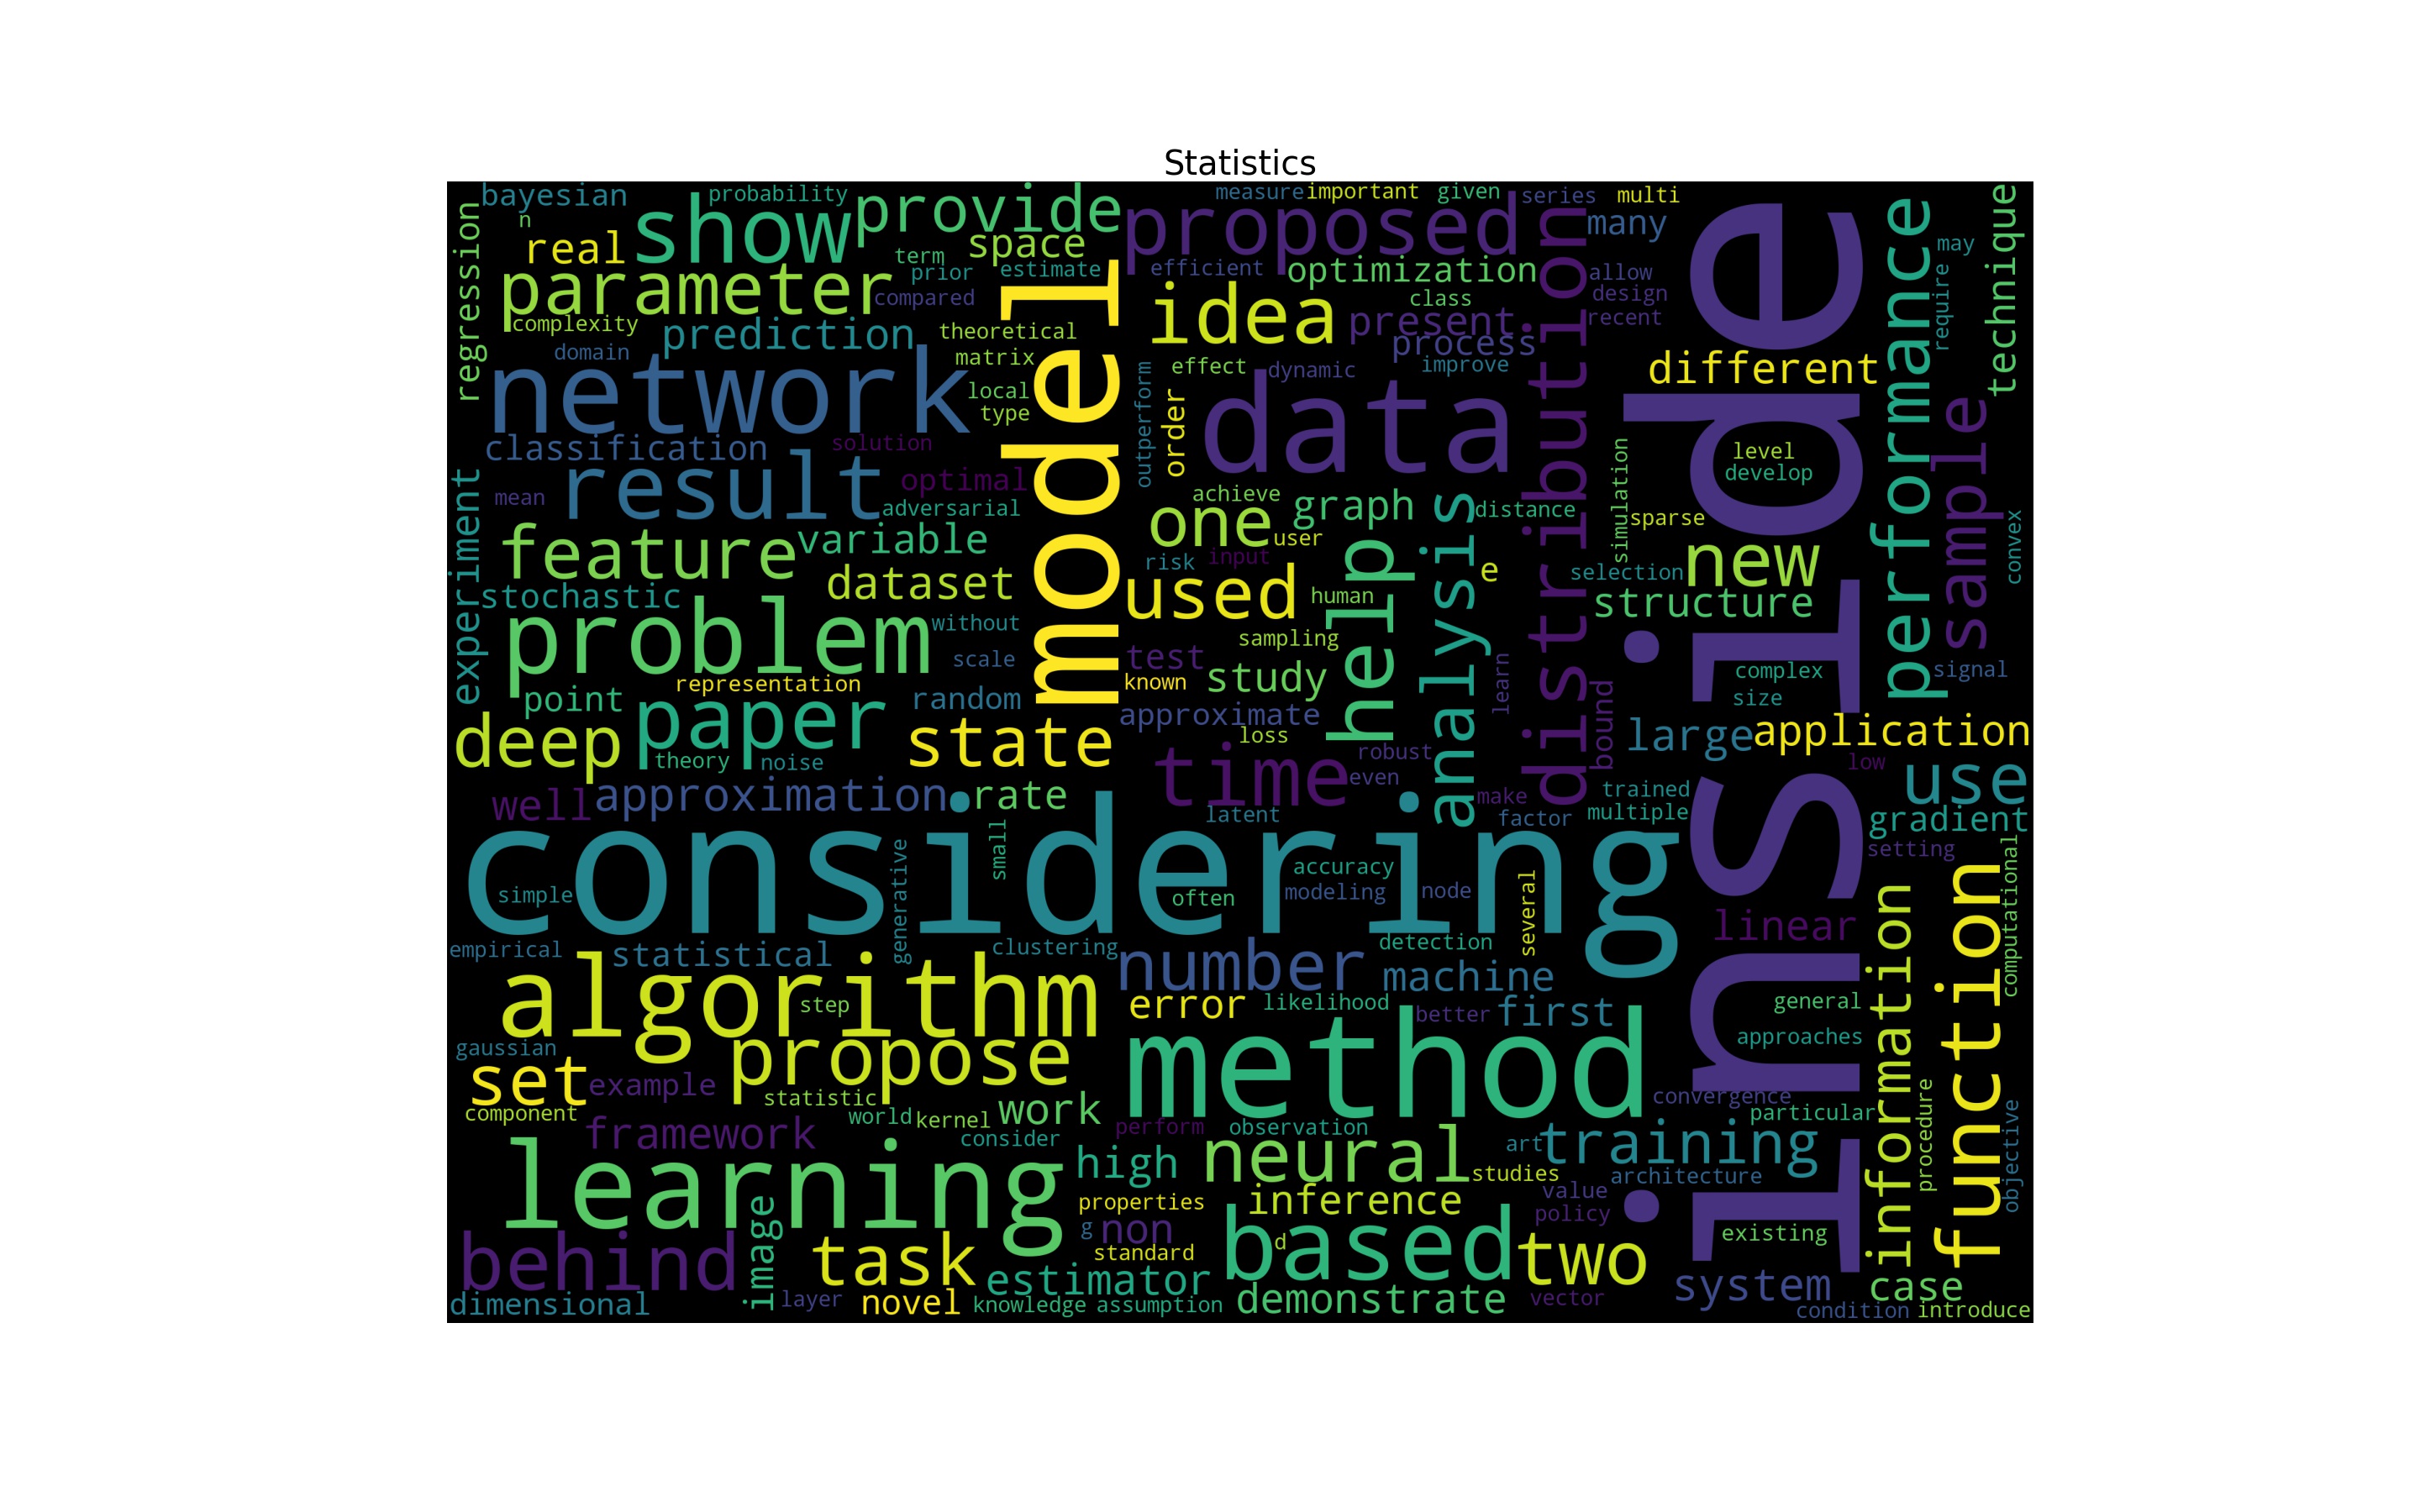 Statistics
bayesian
probability
provide
measure
important
given
series
multi
n
show
proposed
many
technique
regression
real
term
space
distribution
inside
performance
may
parameter
prior
estimate
efficient
optimization
allow
require
compared
model
idea
class
design
complexity
prediction
theoretical
present
recent
domain
matrix
process
network
local
effect
dynamic
improve
different
type
outperform
order
data
sample
classification
solution
level
result
optimal
develop
experiment
mean
achieve
graph
analysis
distance
simulation
adversarial
one
sparse
convex
feature
variable
user
new
risk
input
help
e
selection
dataset
used
human
structure
stochastic
problem
without
sampling
scale
test
study
learn
complex
signal
representation
known
size
point
random
approximate
bound
deep
paper
state
loss
large
application
theory
noise
time
robust
low
even
use
well
approximation
rate
make
trained
latent
factor
multiple
gradient
considering
small
generative
setting
computational
simple
accuracy
often
modeling
node
several
linear
information
function
empirical
statistical
clustering
detection
algorithm
number
machine
step
error
likelihood
better
first
general
gaussian
propose
method
approaches
set
example
convergence
procedure
component
statistic
world
kernel
work
particular
objective
framework
consider
perform
observation
art
training
learning
high
neural
studies
architecture
image
properties
inference
value
g
non
based
policy
behind
task
standard
d
two
existing
estimator
system
case
dimensional
layer
novel
knowledge
assumption
demonstrate
vector
condition
introduce